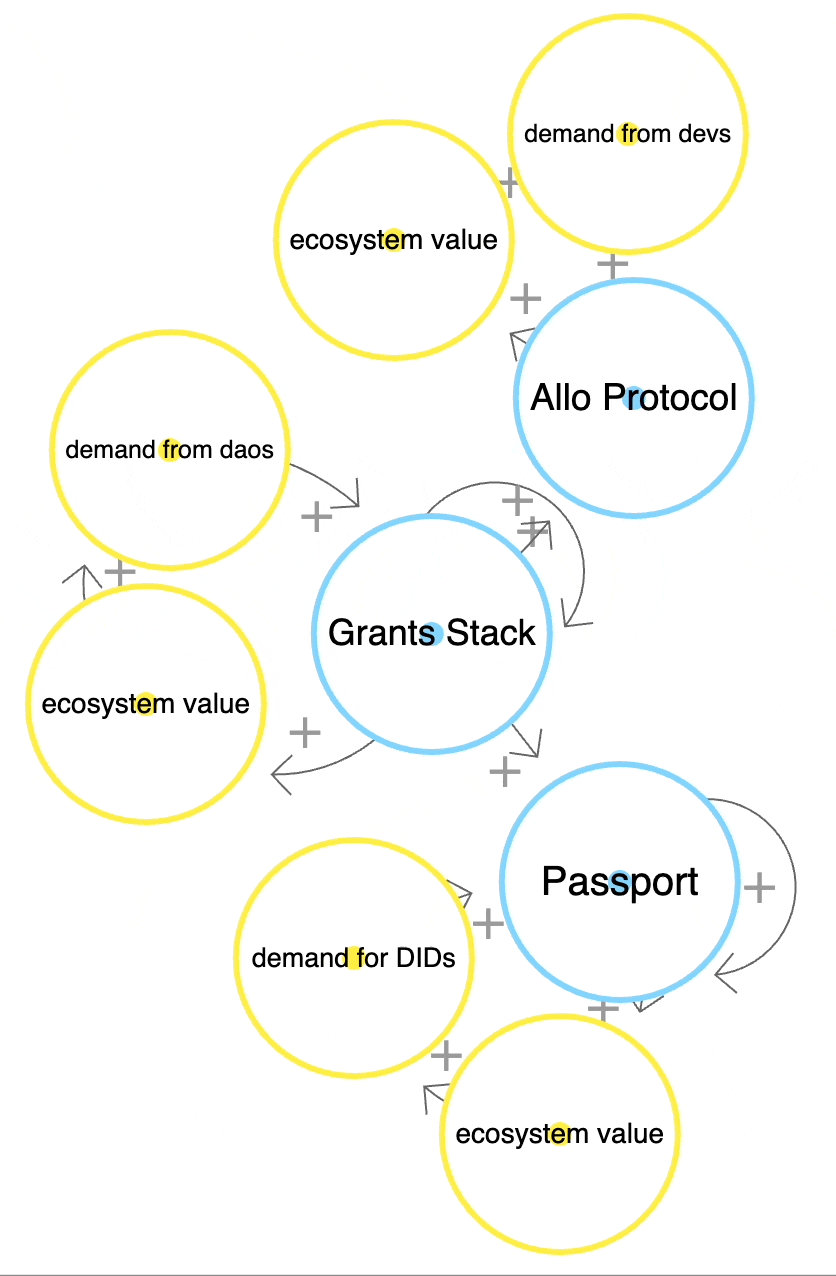 demand from devs
+
ecosystem value
+
+
Allo Protocol
demand from daos
+
+
+
+
Grants Stack
ecosystem value
+
+
Passport
+
demand for DIDs
+
+
+
ecosystem value